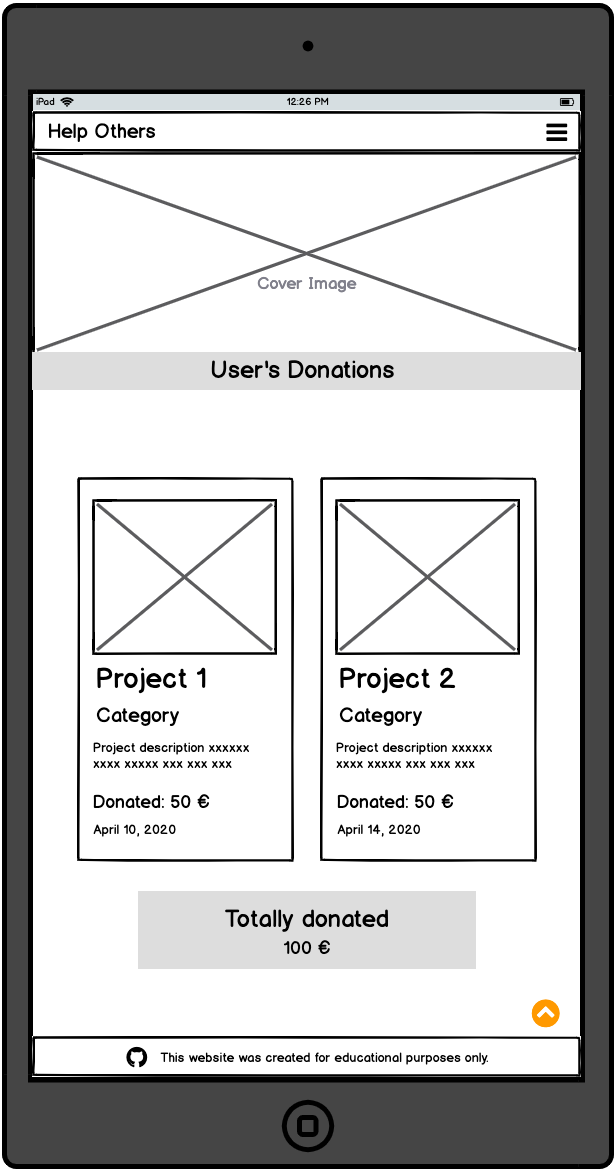 iPad 12:26 PM
Help Others
Cover Image
User's Donations
Project 1
Category
Project description xxxxxx
xxxx xxxxx xxx xxx xxx
Donated: 50 €
April 10, 2020
Project 2
Category
Project description xxxxxx
xxxx xxxxx xxx xxx xxx
Donated: 50 €
April 14, 2020
Totally donated
100 €
This website was created for educational purposes only.